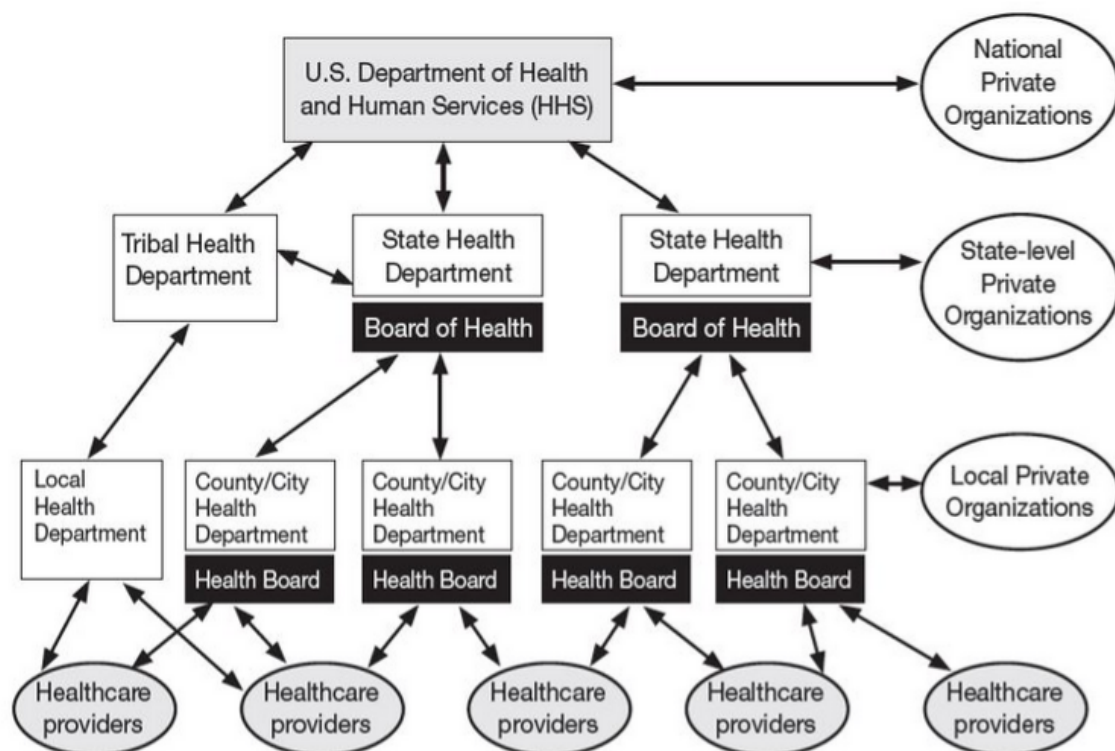 U.S. Department of Health
and Human Services (HHS)
National
Private
Organizations
Tribal Health
Department
State Health
Department
Board of Health
State Health
Department
Board of Health
State-level
Private
Organizations
Local
Health
Department
County/City
Health
Department
Health Board
County/City
Health
Department
Health Board
County/City
Health
Department
Health Board
County/City
Health
Department
Health Board
Local Private
Organizations
Healthcare
providers
Healthcare
providers
Healthcare
providers
Healthcare
providers
Healthcare
providers